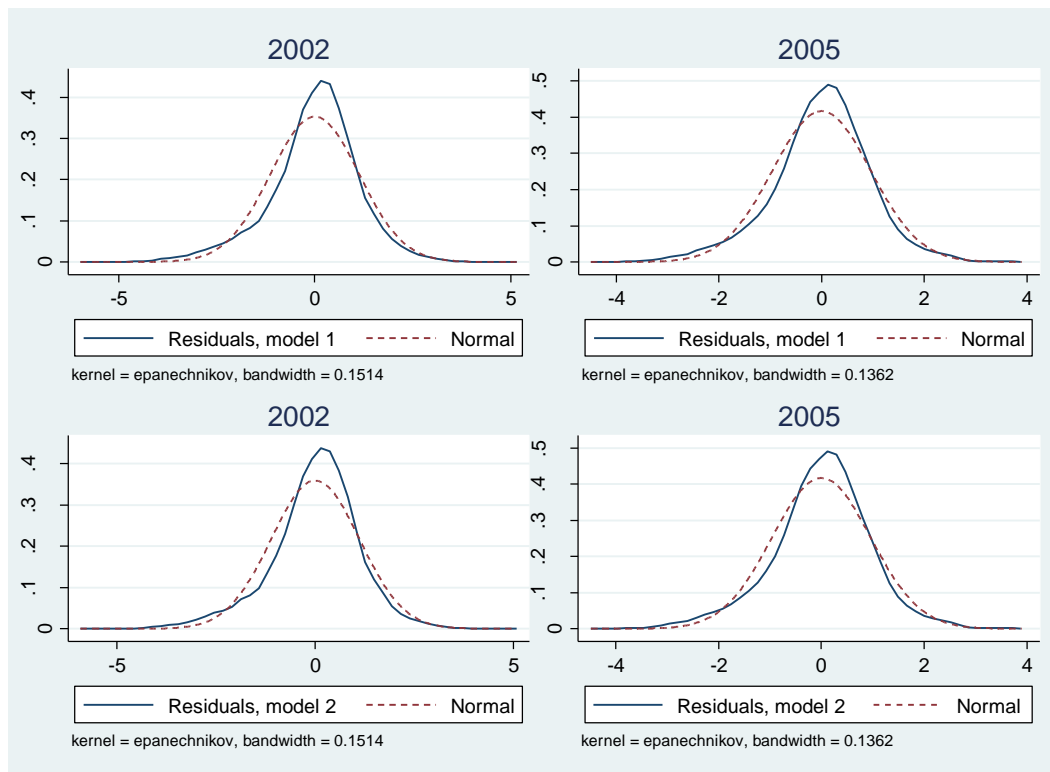 2002
.4
.3
.2
.1
0
-5 0 5
Residuals, model 1 Normal
kernel = epanechnikov, bandwidth = 0.1514
2005
.5
.4
.3
.2
.1
0
-4 -2 0 2 4
Residuals, model 1 Normal
kernel = epanechnikov, bandwidth = 0.1362
2002
.4
.3
.2
.1
0
-5 0 5
Residuals, model 2 Normal
kernel = epanechnikov, bandwidth = 0.1514
2005
.5
.4
.3
.2
.1
0
-4 -2 0 2 4
Residuals, model 2 Normal
kernel = epanechnikov, bandwidth = 0.1362